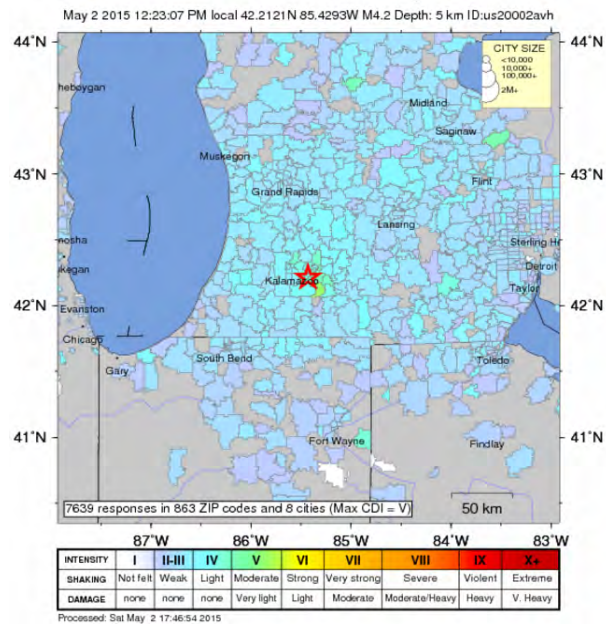 May 2 2015 12:23:07 PM local 42.2121N 85.4293W M4.2 Depth: 5 km ID:us20002avh
44°N 44°N
CITY SIZE
<10,000
10,000+
100,000+
2M+
heboygan
Midland
Saginaw
43°N 43°N
Muskegon
Flint
Grand Rapids
Lansing
nosha
Sterling He
kegan
Detroit
Kalamazoo
Taylor
42°N 42°N
Evanston
Chicago
South Bend
Toledo
Gary
41°N 41°N
Fort Wayne
Findlay
7639 responses in 863 ZIP codes and 8 cities (Max CDI = V)
50 km
87°W 86°W 85°W 84°W 83°W
INTENSITY I II-III IV V VI VII VIII IX X+
SHAKING Not felt Weak Light Moderate Strong Very strong Severe Violent Extreme
DAMAGE none none none Very light Light Moderate Moderate/Heavy Heavy V. Heavy
Processed: Sat May 2 17:46:54 2015